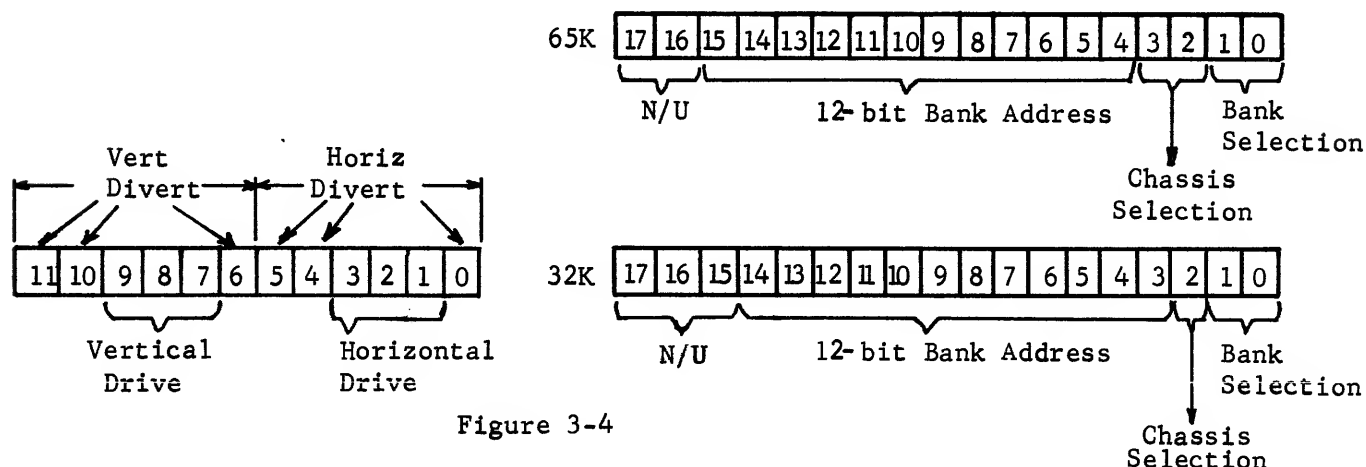 65K 17 16 15 14 13 12 11 10 9 8 7 6 5 4 3 2 1 0
N/U 12-bit Bank Address Bank
Selection
Chassis
Selection
Vert Horiz
Divert Divert
11 10 9 8 7 6 5 4 3 2 1 0
Vertical Horizontal
Drive Drive
32K 17 16 15 14 13 12 11 10 9 8 7 6 5 4 3 2 1 0
N/U 12-bit Bank Address Bank
Selection
Chassis
Selection
Figure 3-4